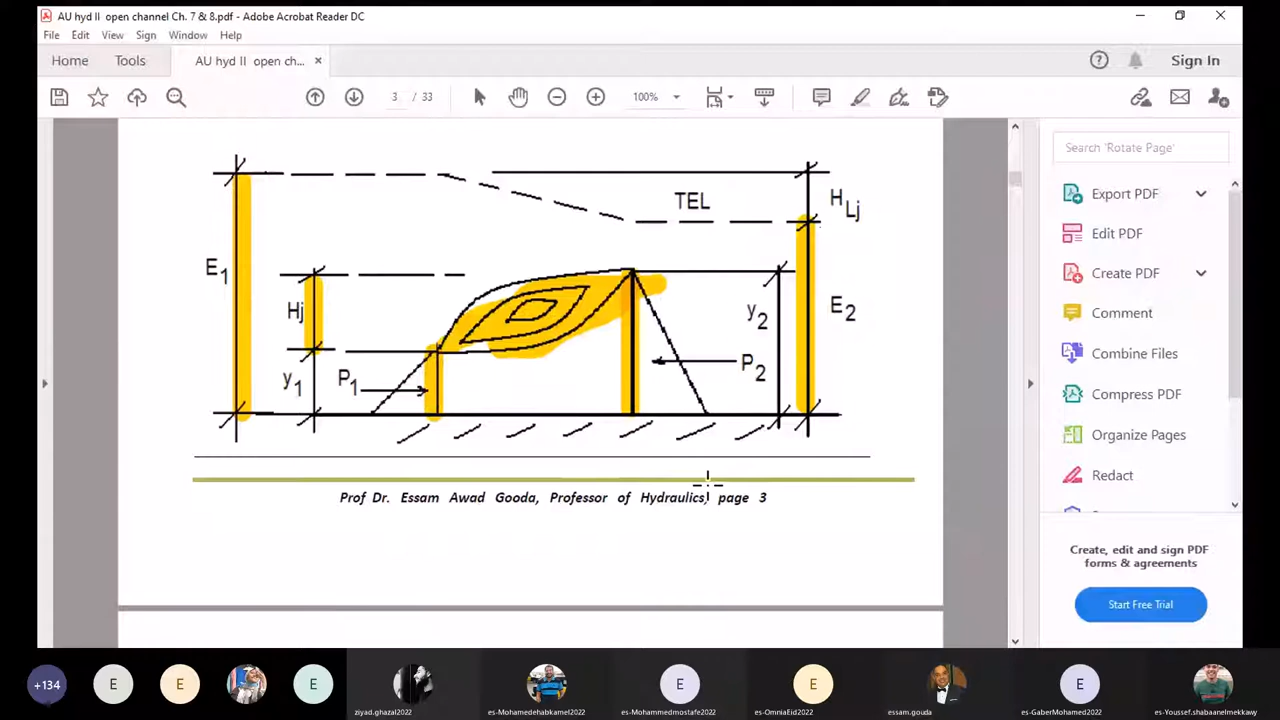 AU hyd II open channel Ch. 7 & 8.pdf - Adobe Acrobat Reader DC
File Edit View Sign Window Help
Home Tools AU hyd II open ch... × Sign In
3 / 33 100%
Search 'Rotate Page'
Export PDF
Edit PDF
Create PDF
Comment
Combine Files
Compress PDF
Organize Pages
Redact
Create, edit and sign PDF
forms & agreements
Start Free Trial
TEL
HLj
E1
Hj
y2
E2
y1
P1
P2
Prof Dr. Essam Awad Gooda, Professor of Hydraulics, page 3
+134 E E E E E E
ziyad.ghazal2022 es-Mohamedehabkamel2022 es-Mohammedmostafe2022 es-OmniaEid2022 essam.gouda es-GaberMohamed2022 es-Youssef.shabaanelmekkawy